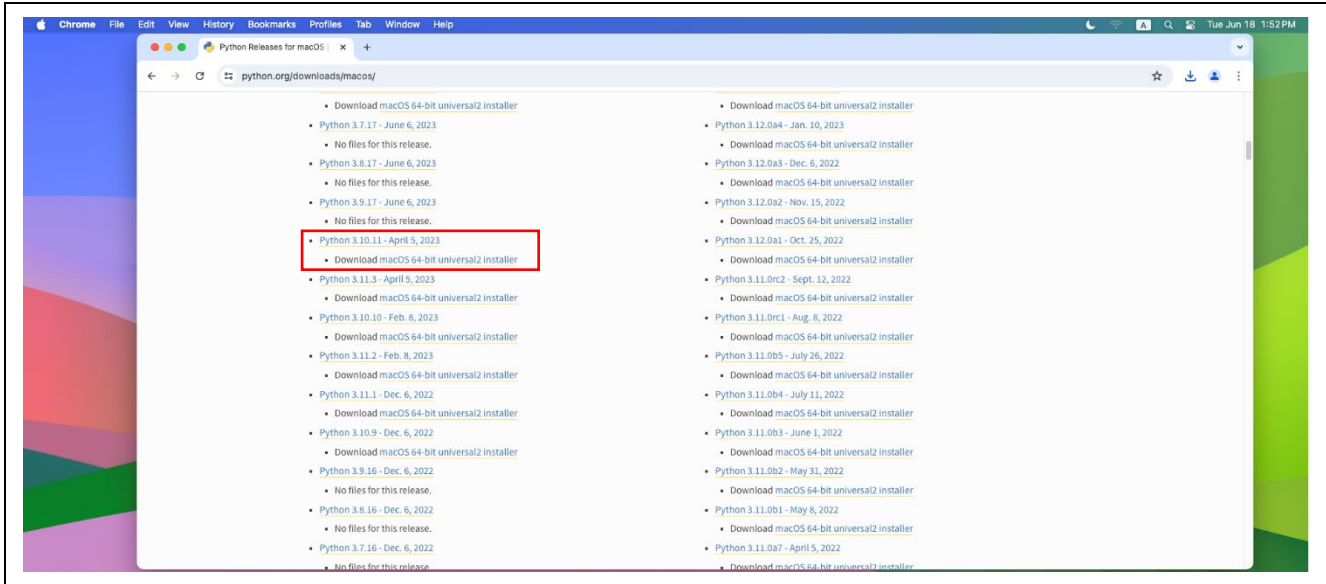 Chrome File Edit View History Bookmarks Profiles Tab Window Help
A
Tue Jun 18 1:52 PM
Python Releases for macOS |
python.org/downloads/macos/
Download macOS 64-bit universal2 installer
Python 3.7.17 - June 6, 2023
No files for this release.
Python 3.8.17 - June 6, 2023
No files for this release.
Python 3.9.17 - June 6, 2023
No files for this release.
Python 3.10.11 - April 5, 2023
Download macOS 64-bit universal2 installer
Python 3.11.3 - April 5, 2023
Download macOS 64-bit universal2 installer
Python 3.10.10 - Feb. 8, 2023
Download macOS 64-bit universal2 installer
Python 3.11.2 - Feb. 8, 2023
Download macOS 64-bit universal2 installer
Python 3.11.1 - Dec. 6, 2022
Download macOS 64-bit universal2 installer
Python 3.10.9 - Dec. 6, 2022
Download macOS 64-bit universal2 installer
Python 3.9.16 - Dec. 6, 2022
No files for this release.
Python 3.8.16 - Dec. 6, 2022
No files for this release.
Python 3.7.16 - Dec. 6, 2022
No files for this release.
Download macOS 64-bit universal2 installer
Python 3.12.0a4 - Jan. 10, 2023
Download macOS 64-bit universal2 installer
Python 3.12.0a3 - Dec. 6, 2022
Download macOS 64-bit universal2 installer
Python 3.12.0a2 - Nov. 15, 2022
Download macOS 64-bit universal2 installer
Python 3.12.0a1 - Oct. 25, 2022
Download macOS 64-bit universal2 installer
Python 3.11.0rc2 - Sept. 12, 2022
Download macOS 64-bit universal2 installer
Python 3.11.0rc1 - Aug. 8, 2022
Download macOS 64-bit universal2 installer
Python 3.11.0b5 - July 26, 2022
Download macOS 64-bit universal2 installer
Python 3.11.0b4 - July 11, 2022
Download macOS 64-bit universal2 installer
Python 3.11.0b3 - June 1, 2022
Download macOS 64-bit universal2 installer
Python 3.11.0b2 - May 31, 2022
Download macOS 64-bit universal2 installer
Python 3.11.0b1 - May 8, 2022
Download macOS 64-bit universal2 installer
Python 3.11.0a7 - April 5, 2022
Download macOS 64-bit universal2 installer